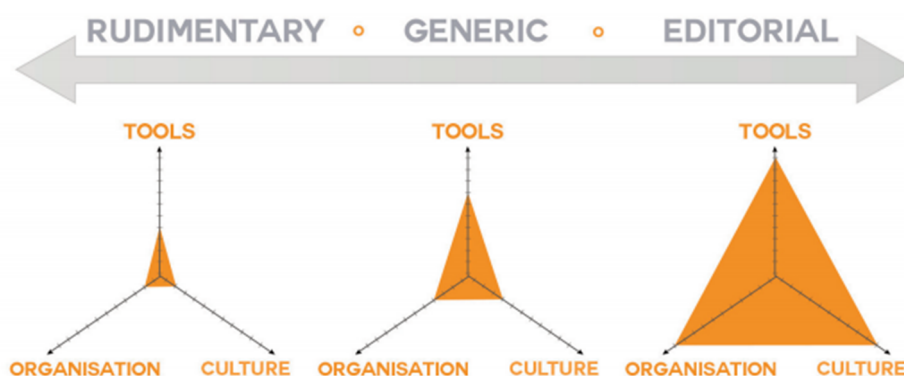 RUDIMENTARY GENERIC EDITORIAL
TOOLS TOOLS TOOLS
ORGANISATION CULTURE ORGANISATION CULTURE ORGANISATION CULTURE